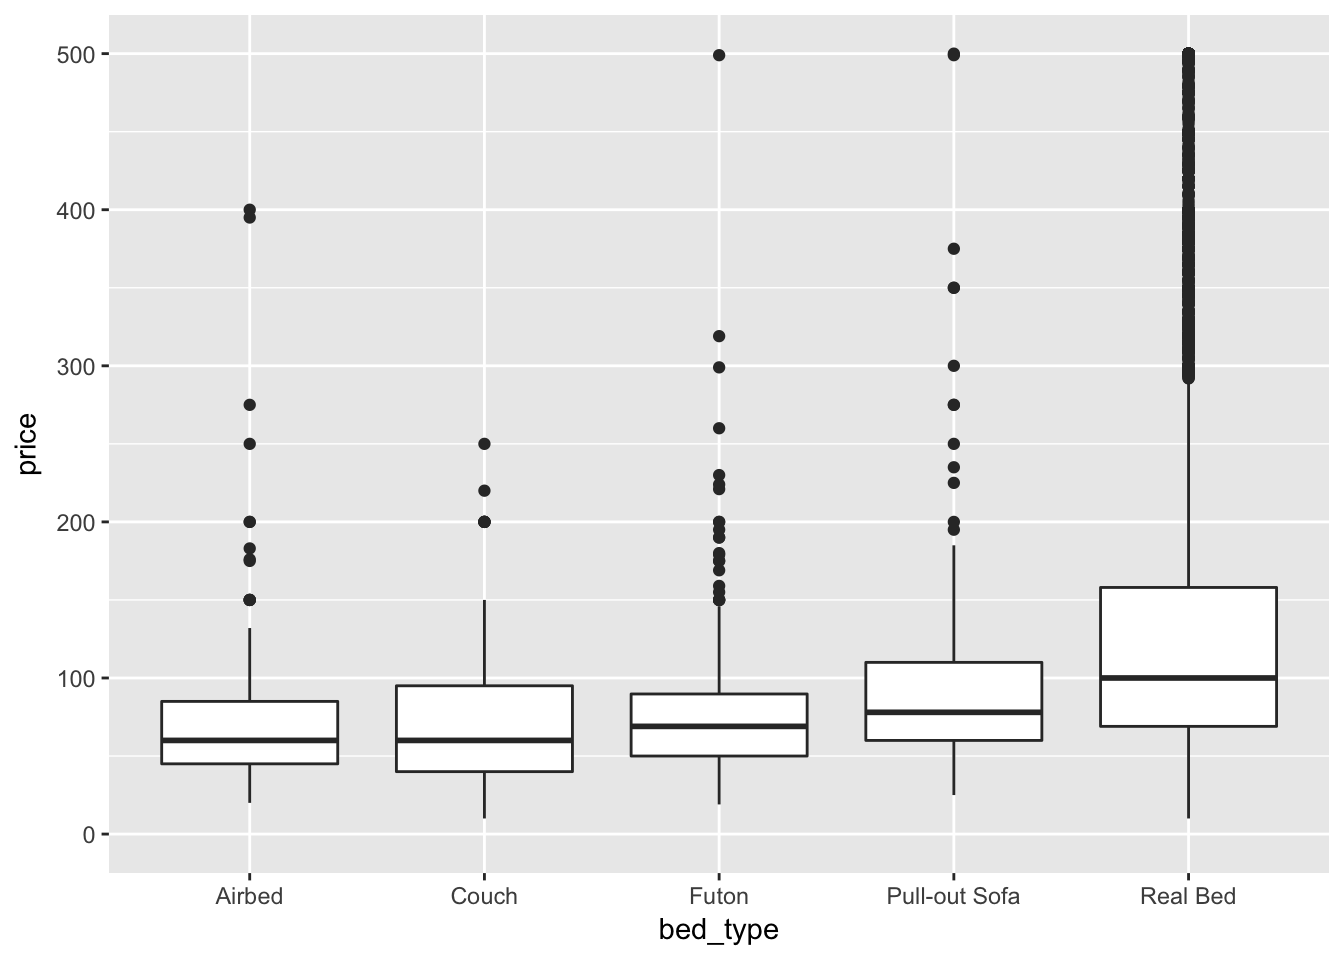 500
400
300
200
100
0
price
Airbed
Couch
Futon
Pull-out Sofa
Real Bed
bed_type